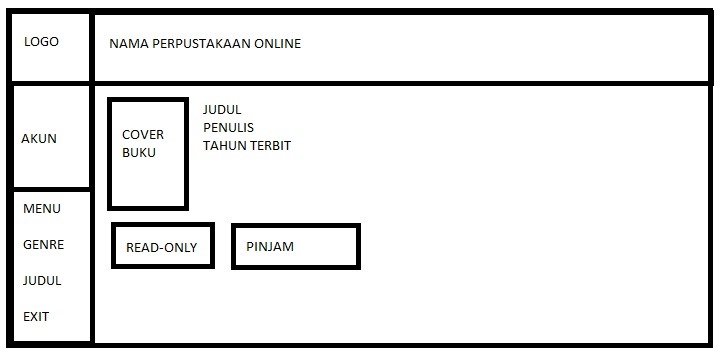 LOGO
NAMA PERPUSTAKAAN ONLINE
AKUN
COVER
BUKU
JUDUL
PENULIS
TAHUN TERBIT
MENU
GENRE
JUDUL
EXIT
READ-ONLY
PINJAM